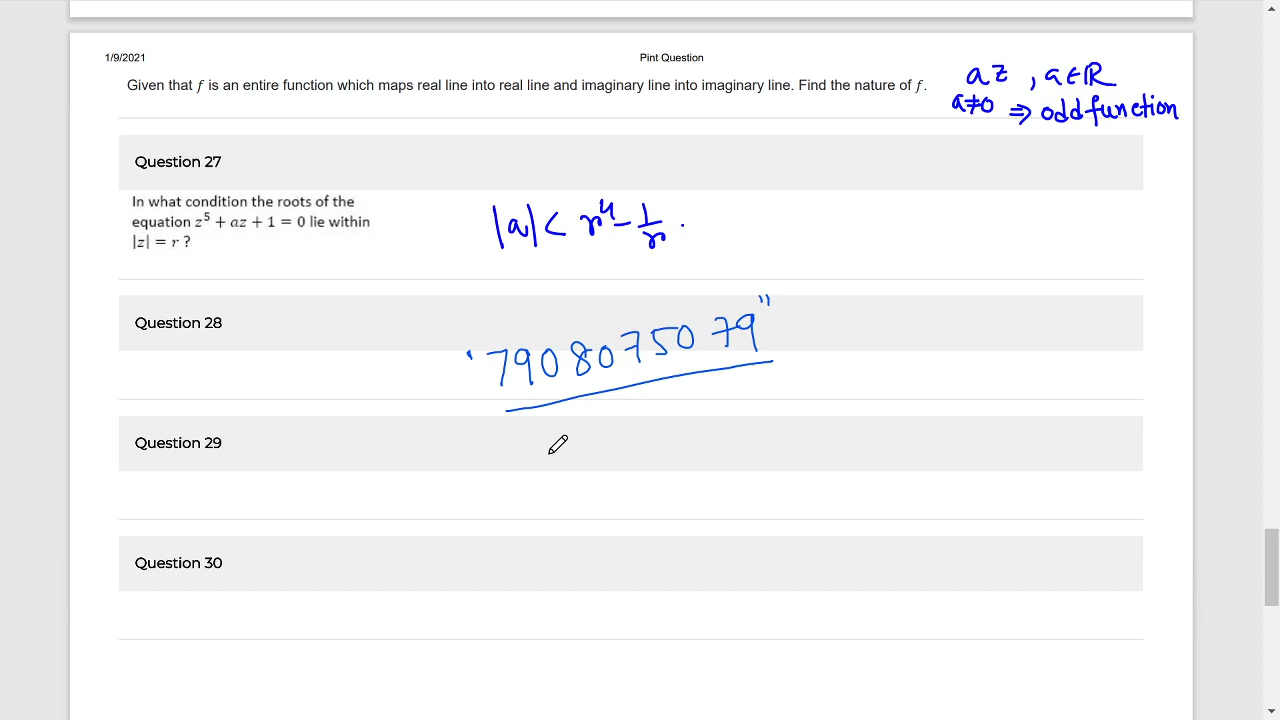 1/9/2021 Pint Question
Given that f is an entire function which maps real line into real line and imaginary line into imaginary line. Find the nature of f.
az , a∈ℝ
a≠0 ⇒ odd function
Question 27
In what condition the roots of the
equation z⁵ + az + 1 = 0 lie within
|z| = r ?
|a| < r⁴ - 1/r .
Question 28
' 7908075079 "
Question 29
Question 30